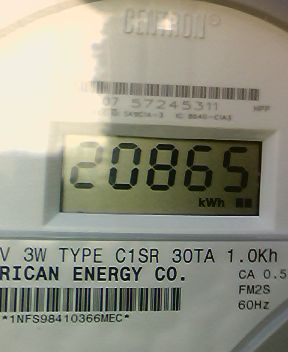 CENTRON®
07 57245311 HPP
20865
kWh
V 3W TYPE C1SR 30TA 1.0Kh
RICAN ENERGY CO.
CA 0.5
FM2S
60Hz
*1NFS98410366MEC*